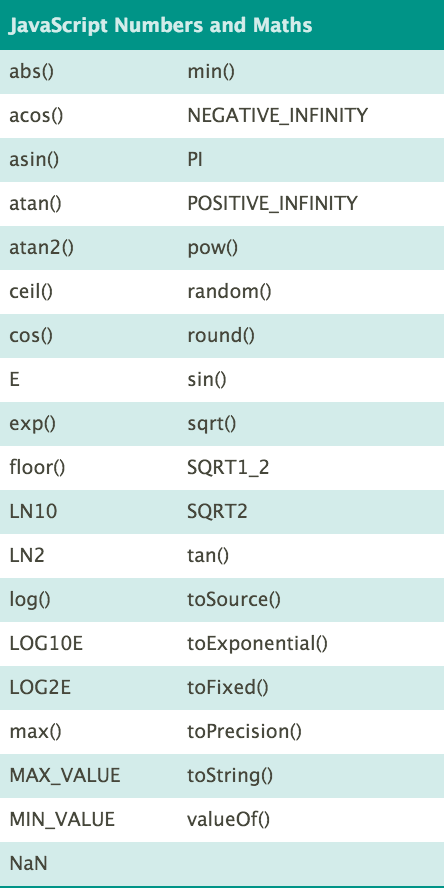 JavaScript Numbers and Maths
abs() min()
acos() NEGATIVE_INFINITY
asin() PI
atan() POSITIVE_INFINITY
atan2() pow()
ceil() random()
cos() round()
E sin()
exp() sqrt()
floor() SQRT1_2
LN10 SQRT2
LN2 tan()
log() toSource()
LOG10E toExponential()
LOG2E toFixed()
max() toPrecision()
MAX_VALUE toString()
MIN_VALUE valueOf()
NaN